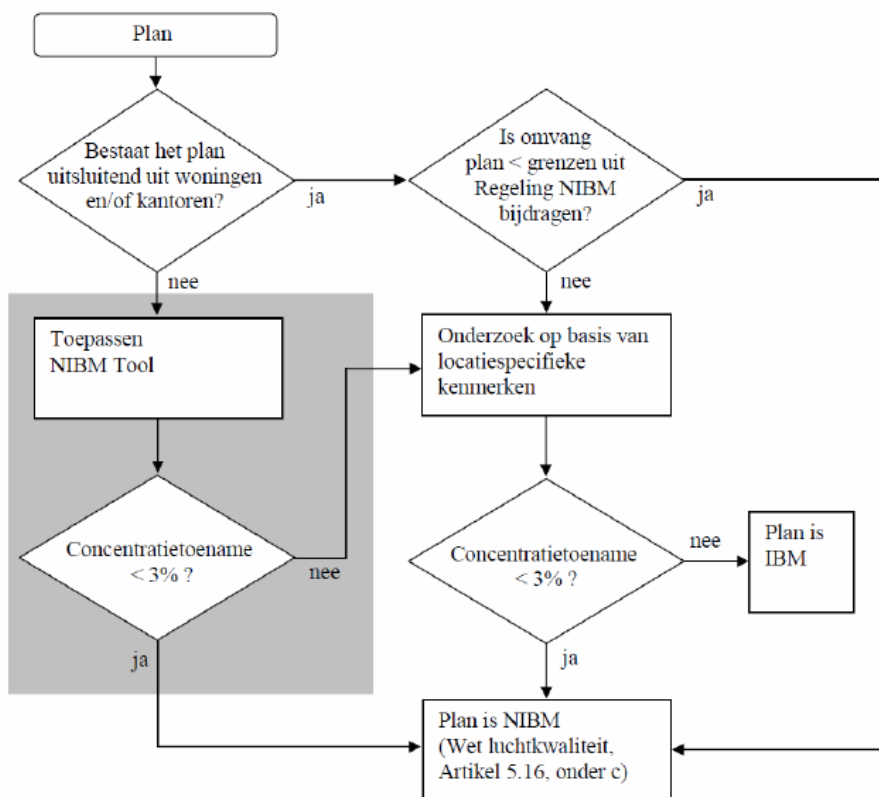 Plan
Bestaat het plan
uitsluitend uit woningen
en/of kantoren?
ja
Is omvang
plan < grenzen uit
Regeling NIBM
bijdragen?
ja
nee
nee
Toepassen
NIBM Tool
Onderzoek op basis van
locatiespecifieke
kenmerken
Concentratietoename
< 3% ?
nee
ja
Concentratietoename
< 3% ?
nee
ja
Plan is
IBM
Plan is NIBM
(Wet luchtkwaliteit,
Artikel 5.16, onder c)